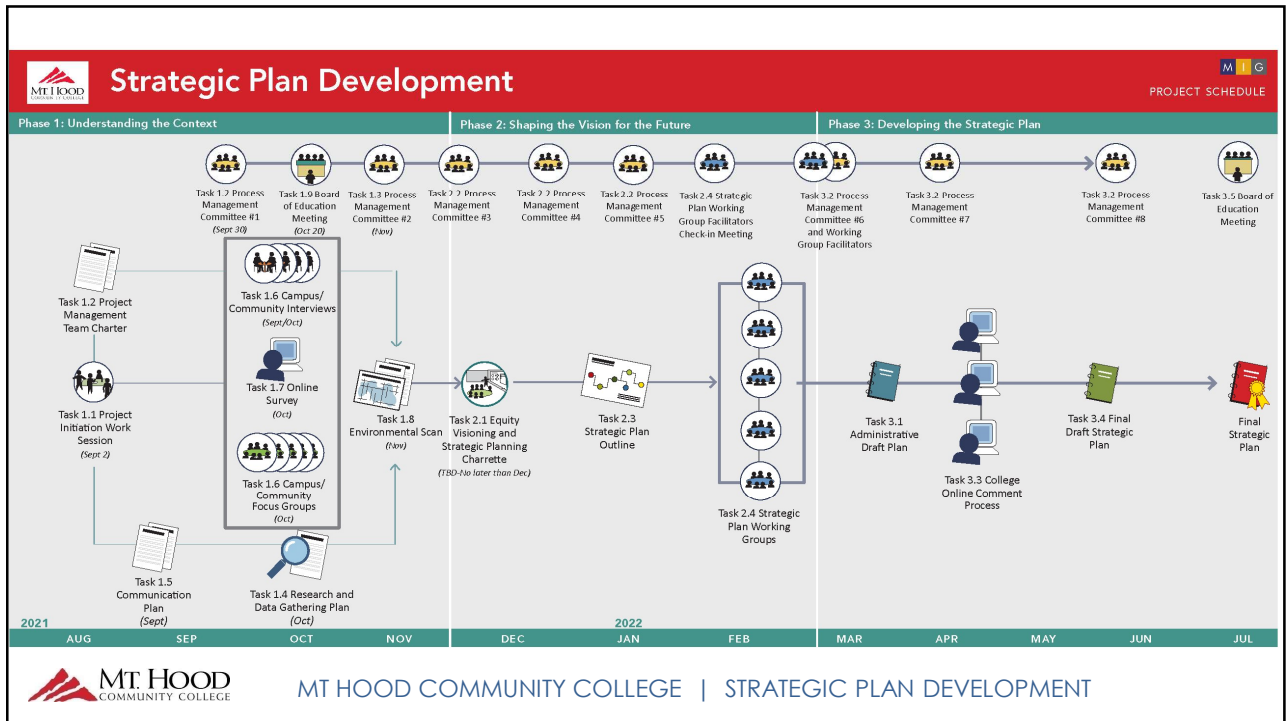 MT HOOD
COMMUNITY COLLEGE
Strategic Plan Development
M I G
PROJECT SCHEDULE
Phase 1: Understanding the Context
Phase 2: Shaping the Vision for the Future
Phase 3: Developing the Strategic Plan
Task 1.2 Process
Management
Committee #1
(Sept 30)
Task 1.9 Board
of Education
Meeting
(Oct 20)
Task 1.3 Process
Management
Committee #2
(Nov)
Task 2.2 Process
Management
Committee #3
Task 2.2 Process
Management
Committee #4
Task 2.2 Process
Management
Committee #5
Task 2.4 Strategic
Plan Working
Group Facilitators
Check-in Meeting
Task 3.2 Process
Management
Committee #6
and Working
Group Facilitators
Task 3.2 Process
Management
Committee #7
Task 3.2 Process
Management
Committee #8
Task 3.5 Board of
Education
Meeting
Task 1.2 Project
Management
Team Charter
Task 1.6 Campus/
Community Interviews
(Sept/Oct)
Task 1.1 Project
Initiation Work
Session
(Sept 2)
Task 1.7 Online
Survey
(Oct)
Task 1.6 Campus/
Community
Focus Groups
(Oct)
Task 1.8
Environmental Scan
(Nov)
Task 2.1 Equity
Visioning and
Strategic Planning
Charrette
(TBD-No later than Dec)
Task 2.3
Strategic Plan
Outline
Task 2.4 Strategic
Plan Working
Groups
Task 3.1
Administrative
Draft Plan
Task 3.3 College
Online Comment
Process
Task 3.4 Final
Draft Strategic
Plan
Final
Strategic
Plan
Task 1.5
Communication
Plan
(Sept)
Task 1.4 Research and
Data Gathering Plan
(Oct)
2021
2022
AUG SEP OCT NOV DEC JAN FEB MAR APR MAY JUN JUL
MT. HOOD
COMMUNITY COLLEGE
MT HOOD COMMUNITY COLLEGE | STRATEGIC PLAN DEVELOPMENT